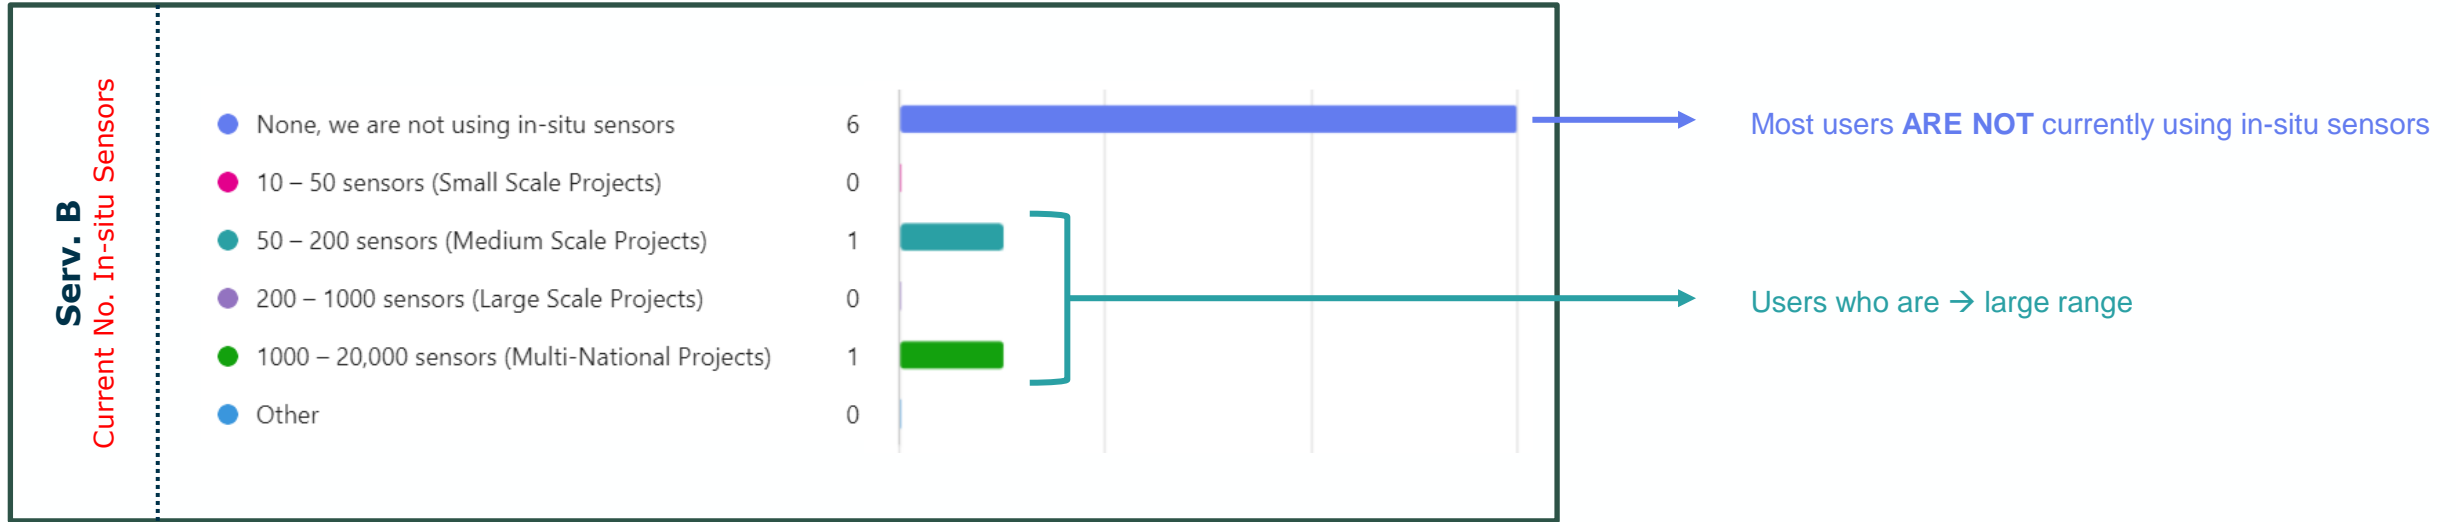 Serv. B
Current No. In-situ Sensors
None, we are not using in-situ sensors 6
10 – 50 sensors (Small Scale Projects) 0
50 – 200 sensors (Medium Scale Projects) 1
200 – 1000 sensors (Large Scale Projects) 0
1000 – 20,000 sensors (Multi-National Projects) 1
Other 0
Most users ARE NOT currently using in-situ sensors
Users who are → large range